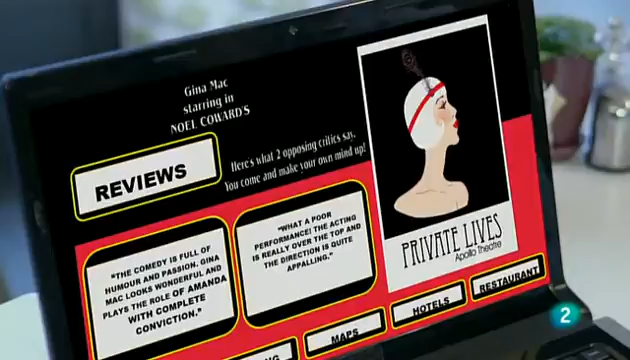 Gina Mac
starring in
NOEL COWARD'S
REVIEWS
Here's what 2 opposing critics say.
You come and make your own mind up!
"THE COMEDY IS FULL OF
HUMOUR AND PASSION. GINA
MAC LOOKS WONDERFUL AND
PLAYS THE ROLE OF AMANDA
WITH COMPLETE
CONVICTION."
"WHAT A POOR
PERFORMANCE! THE ACTING
IS REALLY OVER THE TOP AND
THE DIRECTION IS QUITE
APPALLING."
PRIVATE LIVES
Apollo Theatre
MAPS
HOTELS
RESTAURANT
2